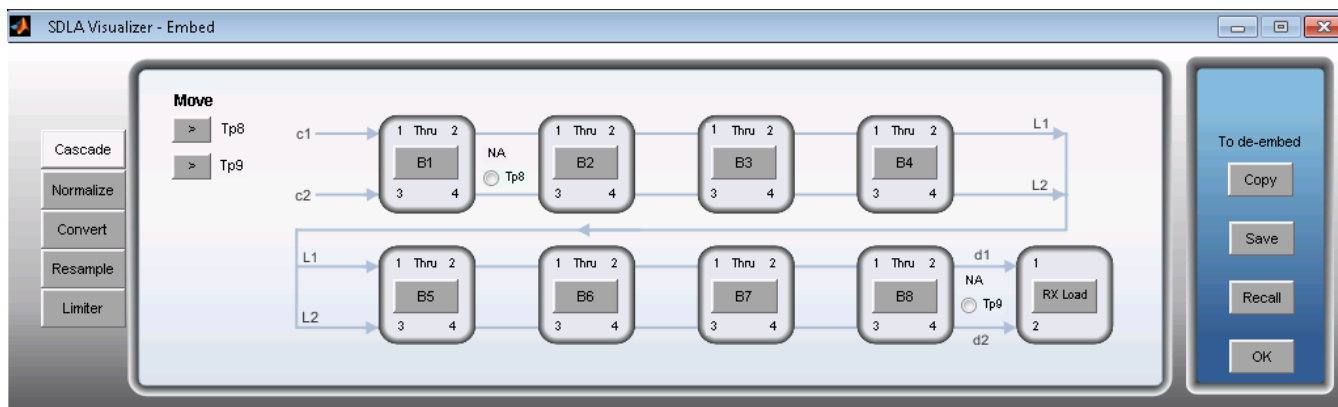 SDLA Visualizer - Embed
Cascade
Normalize
Convert
Resample
Limiter
Move
> Tp8
> Tp9
c1
c2
1 Thru 2
B1
3 4
NA
Tp8
1 Thru 2
B2
3 4
1 Thru 2
B3
3 4
1 Thru 2
B4
3 4
L1
L2
L1
L2
1 Thru 2
B5
3 4
1 Thru 2
B6
3 4
1 Thru 2
B7
3 4
1 Thru 2
B8
3 4
d1
NA
Tp9
d2
1
RX Load
2
To de-embed
Copy
Save
Recall
OK